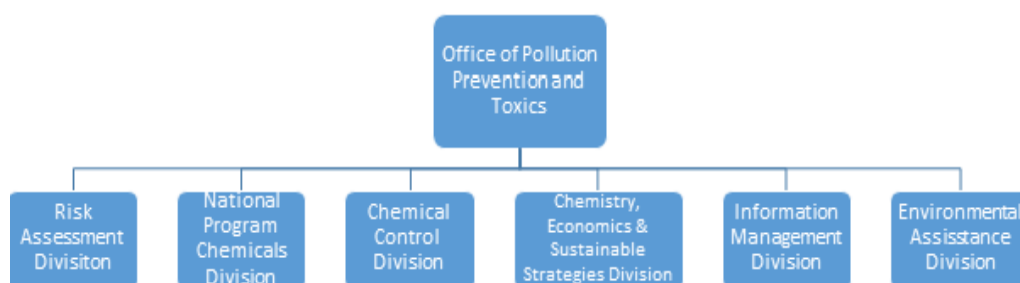 Office of Pollution
Prevention and
Toxics
Risk
Assessment
Divisiton
National
Program
Chemicals
Division
Chemical
Control
Division
Chemistry,
Economics &
Sustainable
Strategies Division
Information
Management
Division
Environmental
Assisstance
Division